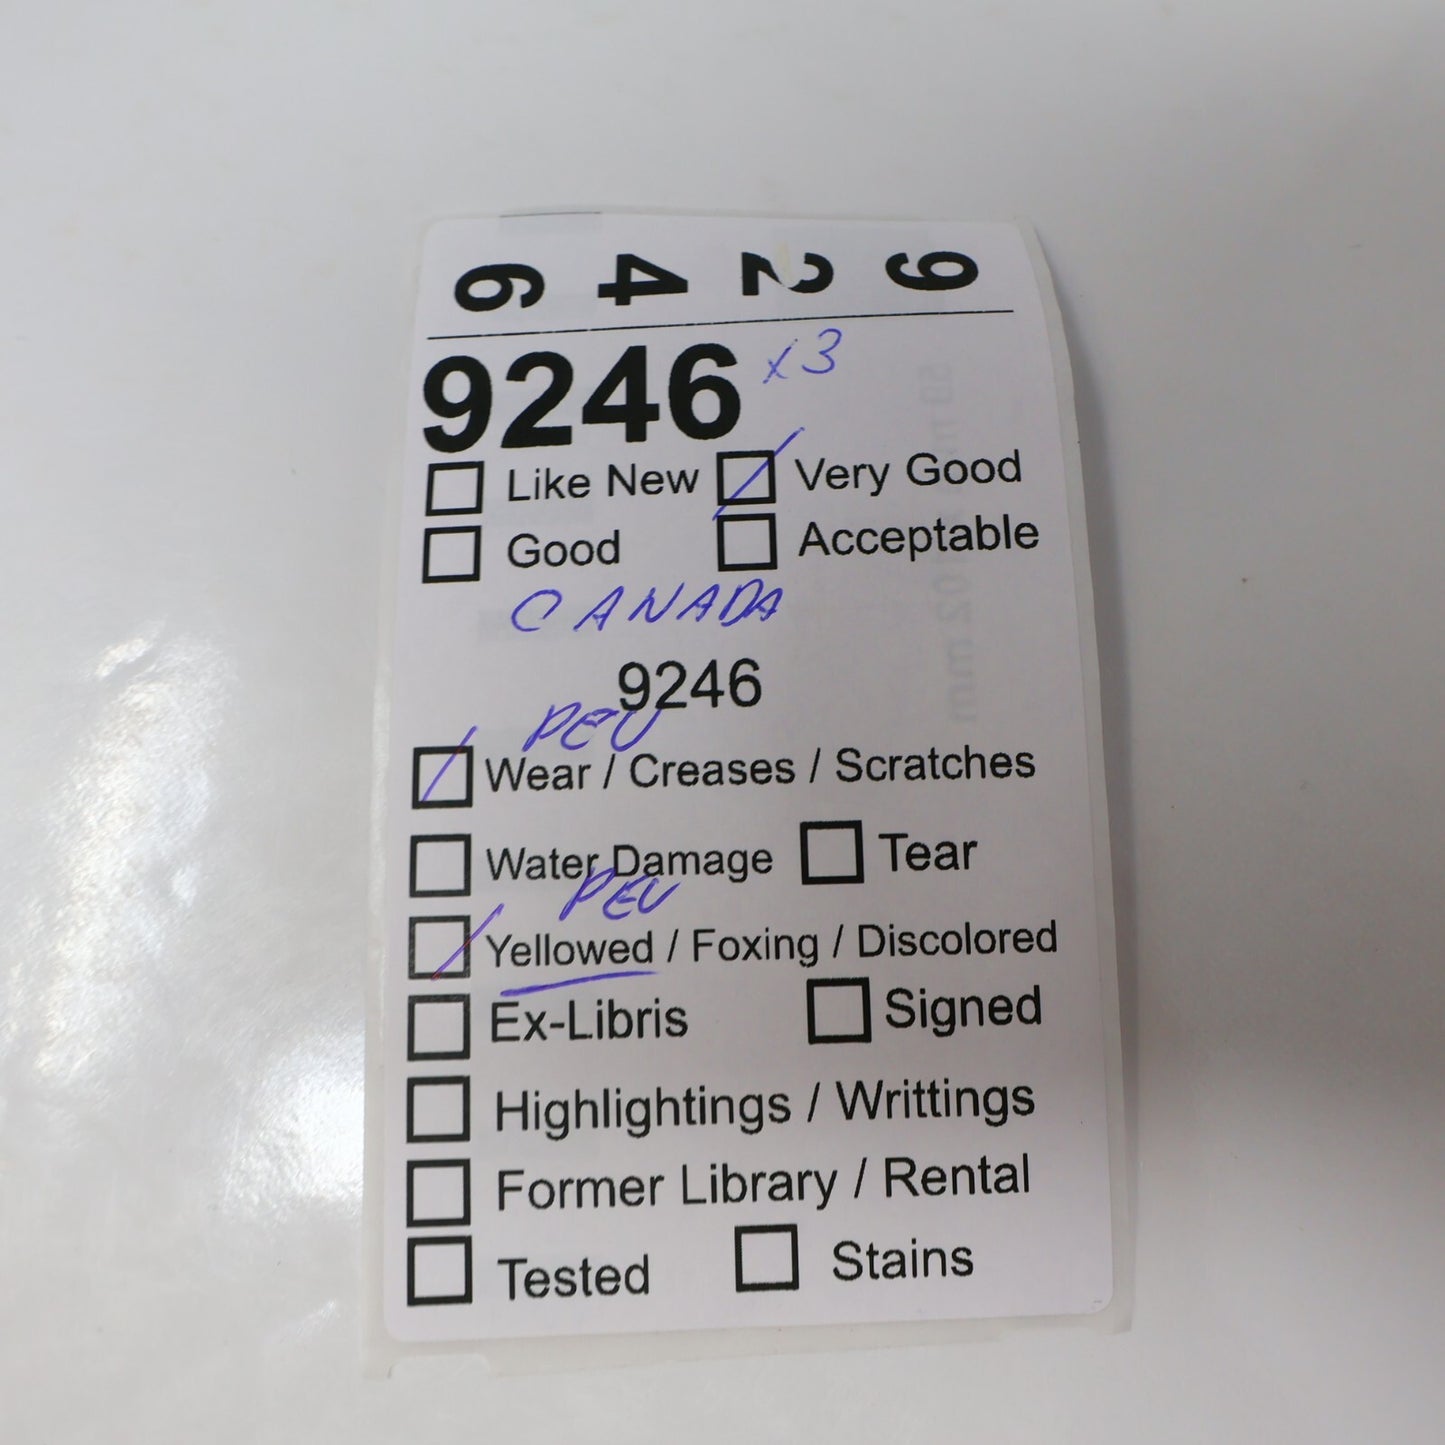 9 2 4 6
9246 x3
Like New Very Good
Good Acceptable
CANADA
9246
PEU
Wear / Creases / Scratches
Water Damage Tear
PEU
Yellowed / Foxing / Discolored
Ex-Libris Signed
Highlightings / Writtings
Former Library / Rental
Tested Stains